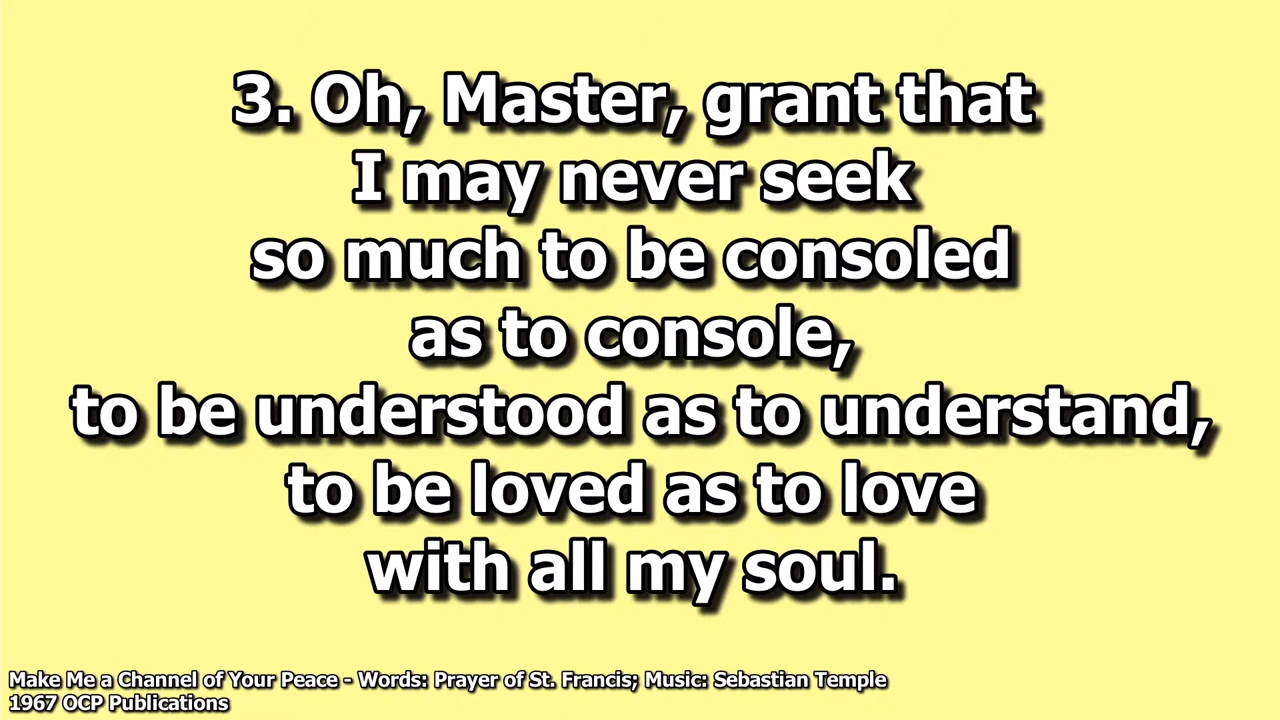 3. Oh, Master, grant that
I may never seek
so much to be consoled
as to console,
to be understood as to understand,
to be loved as to love
with all my soul.
Make Me a Channel of Your Peace - Words: Prayer of St. Francis; Music: Sebastian Temple
1967 OCP Publications